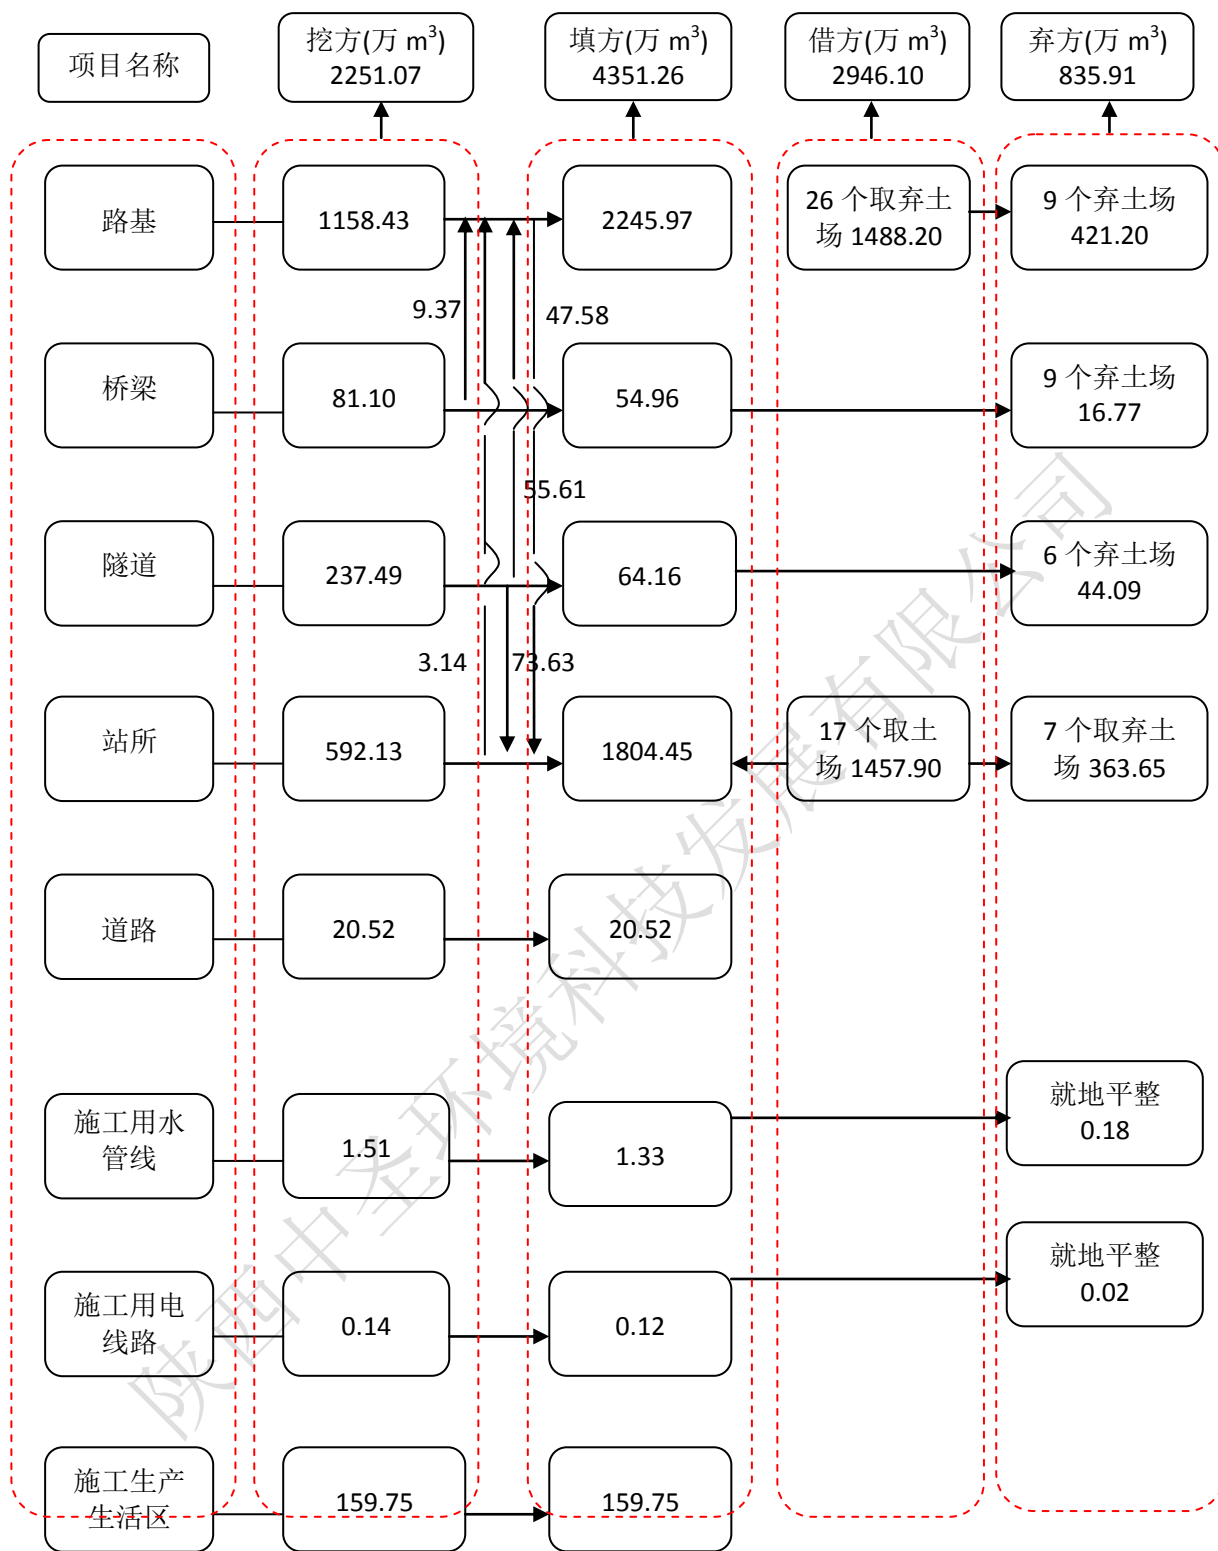 项目名称
挖方(万 m³)
2251.07
填方(万 m³)
4351.26
借方(万 m³)
2946.10
弃方(万 m³)
835.91
路基
1158.43
2245.97
26 个取弃土
场 1488.20
9 个弃土场
421.20
9.37
47.58
桥梁
81.10
54.96
9 个弃土场
16.77
55.61
隧道
237.49
64.16
6 个弃土场
44.09
3.14
73.63
站所
592.13
1804.45
17 个取土
场 1457.90
7 个取弃土
场 363.65
道路
20.52
20.52
施工用水
管线
1.51
1.33
就地平整
0.18
施工用电
线路
0.14
0.12
就地平整
0.02
施工生产
生活区
159.75
159.75
陕西中圣环境科技发展有限公司